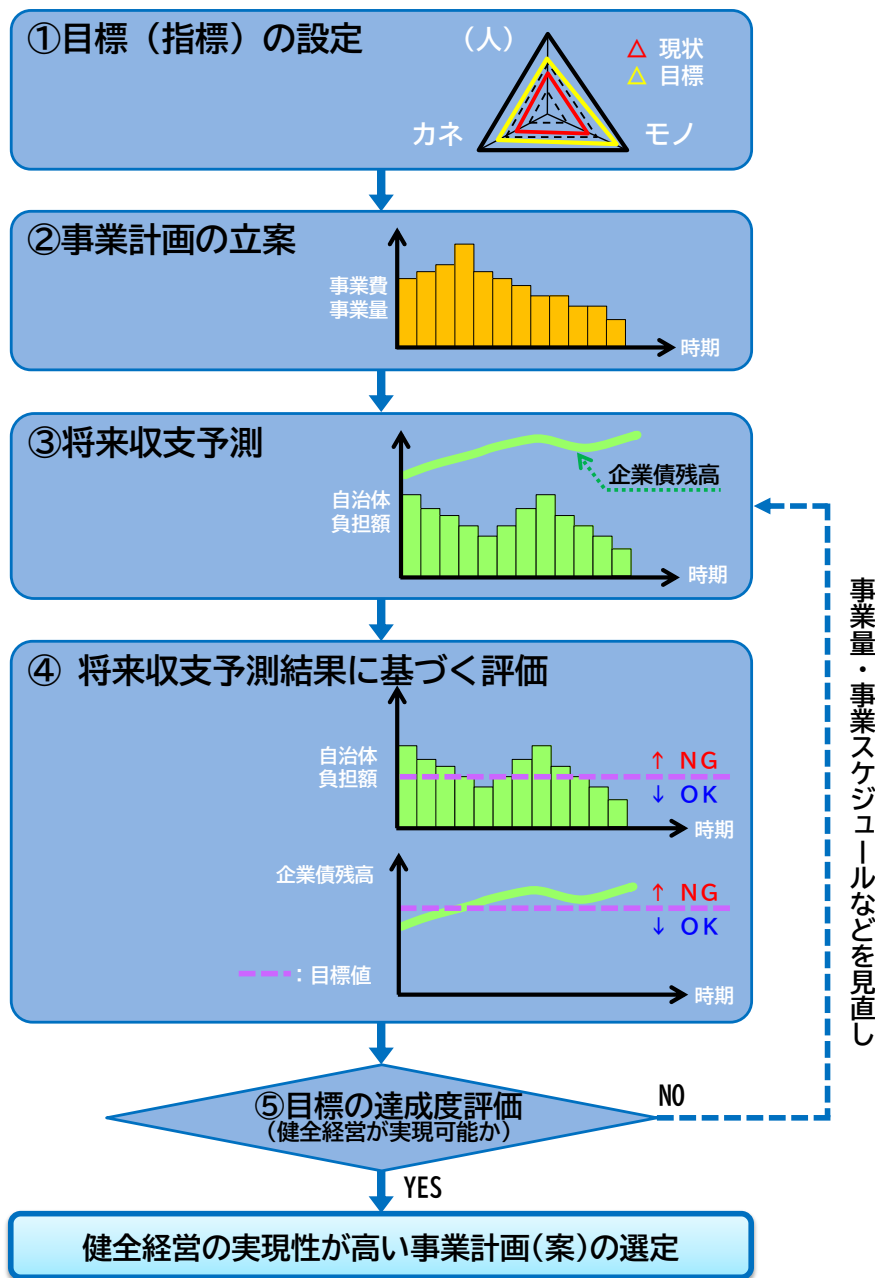 ①目標（指標）の設定
（人）
△ 現状
△ 目標
カネ
モノ
②事業計画の立案
事業費
事業量
時期
③将来収支予測
企業債残高
自治体
負担額
時期
④ 将来収支予測結果に基づく評価
自治体
負担額
↑ NG
↓ OK
時期
企業債残高
↑ NG
↓ OK
：目標値
時期
事業量・事業スケジュールなどを見直し
⑤目標の達成度評価
（健全経営が実現可能か）
NO
YES
健全経営の実現性が高い事業計画（案）の選定